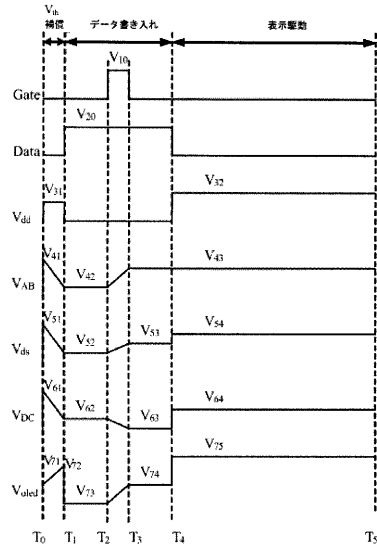 Vth
補償 データ書き入れ 表示駆動
V10
Gate
V20
Data
V31 V32
Vdd
V41 V42 V43
VAB
V51 V52 V53 V54
Vds
V61 V62 V63 V64
VDC
V71 V72 V73 V74 V75
Voled
T0 T1 T2 T3 T4 T5